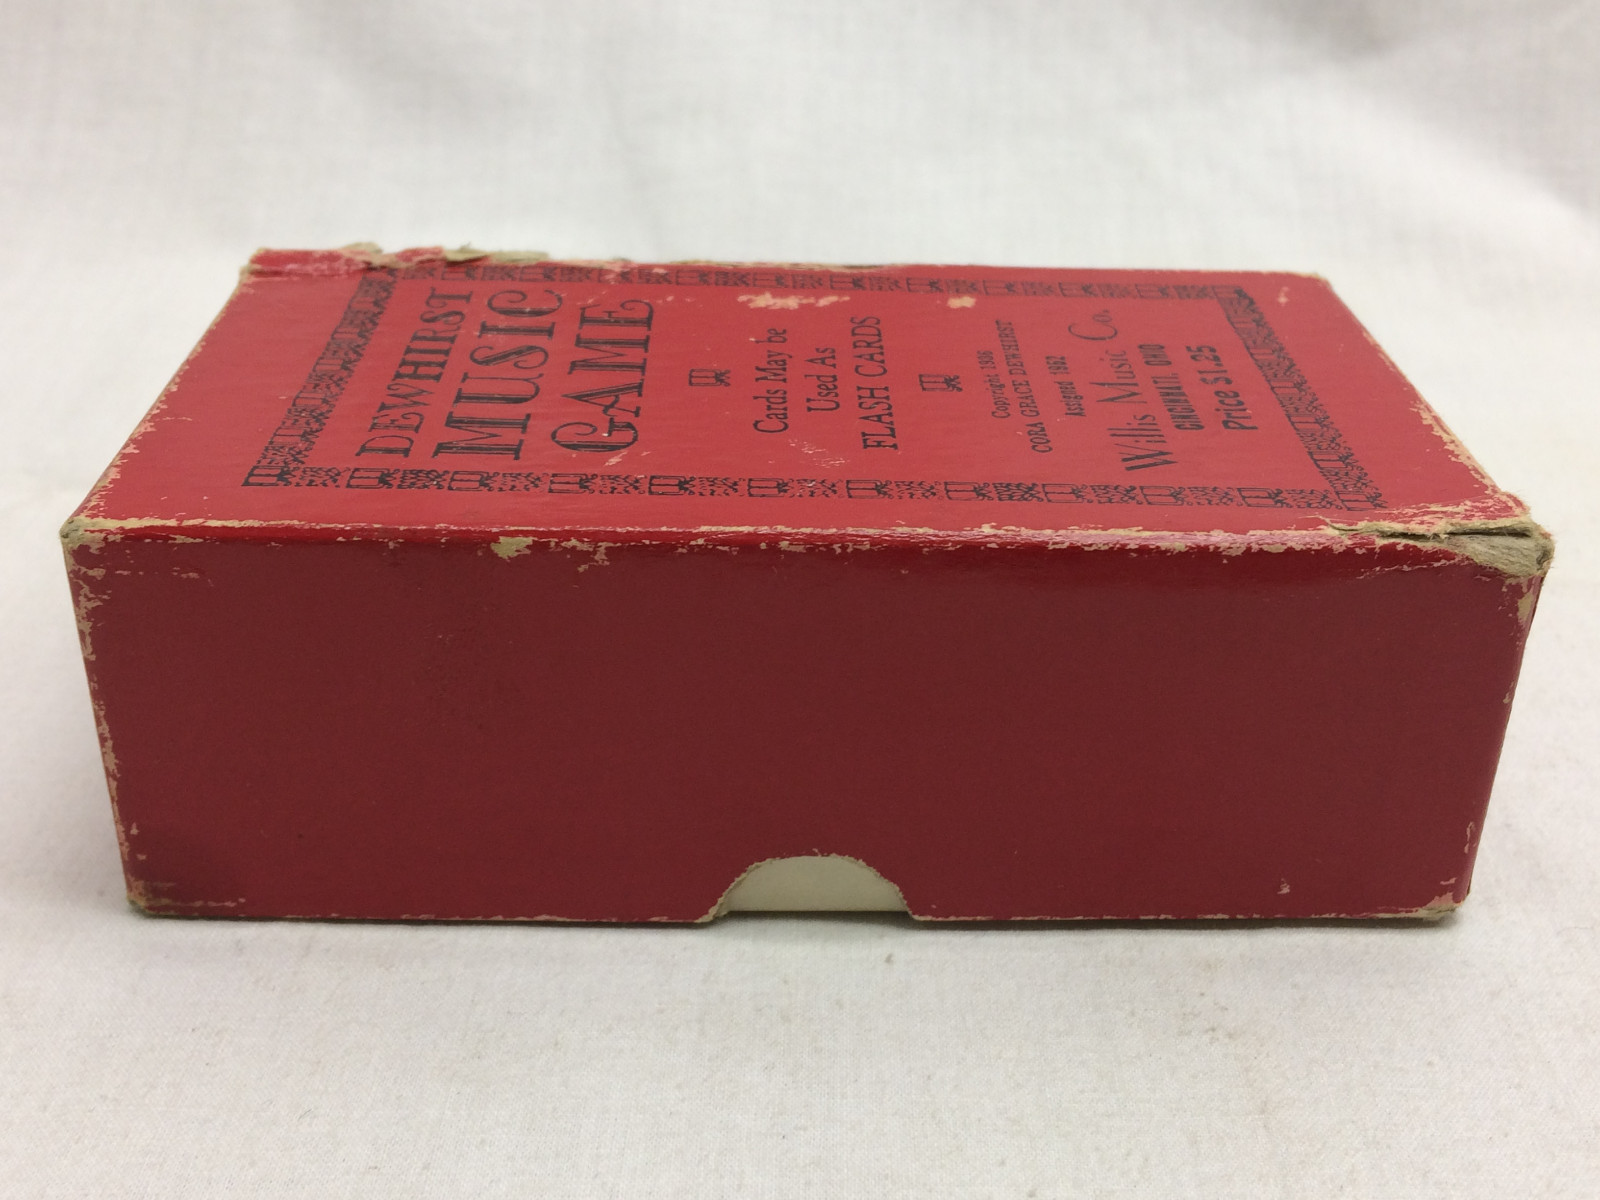 DEWHIRST
MUSIC
GAME
Cards May be
Used As
FLASH CARDS
Copyright 1936
CORA GRACE DEWHIRST
Assigned 1962
Willis Music Co.
CINCINNATI, OHIO
Price $1.25